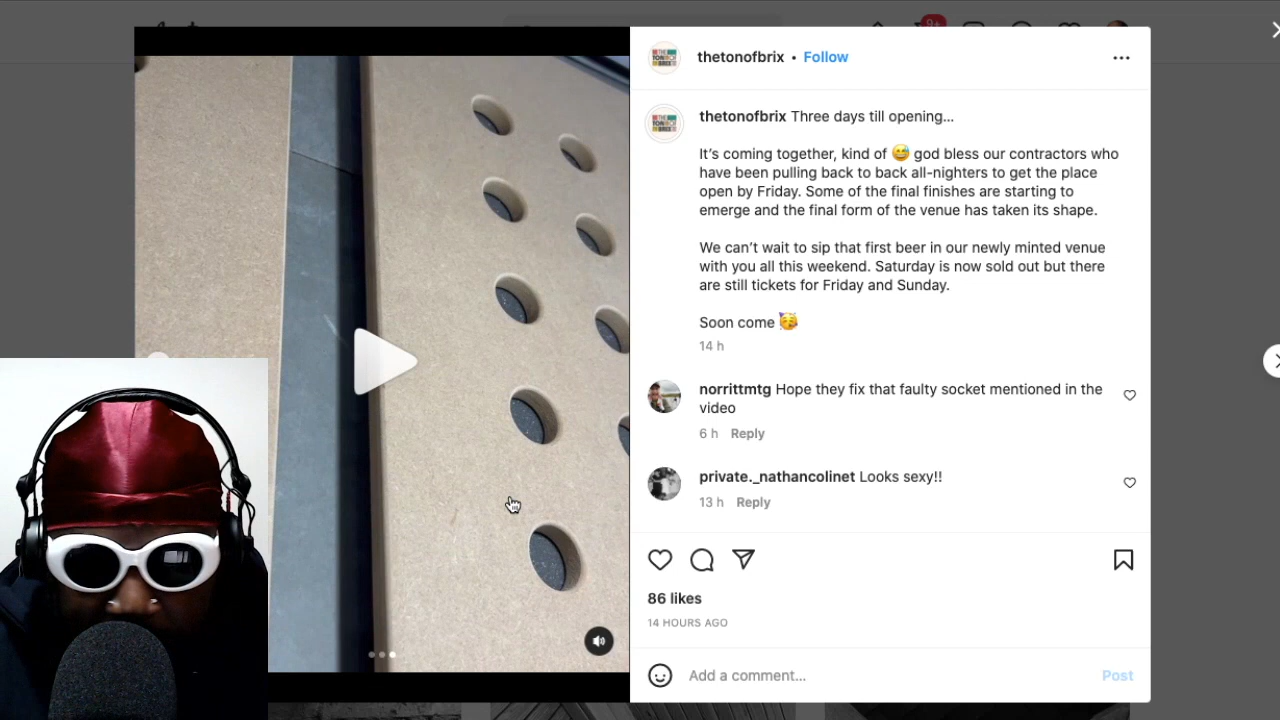 9+
thetonofbrix • Follow
thetonofbrix Three days till opening...
It's coming together, kind of 😅 god bless our contractors who
have been pulling back to back all-nighters to get the place
open by Friday. Some of the final finishes are starting to
emerge and the final form of the venue has taken its shape.
We can't wait to sip that first beer in our newly minted venue
with you all this weekend. Saturday is now sold out but there
are still tickets for Friday and Sunday.
Soon come 🥳
14 h
norrittmtg Hope they fix that faulty socket mentioned in the
video
6 h Reply
private._nathancolinet Looks sexy!!
13 h Reply
86 likes
14 HOURS AGO
Add a comment...
Post